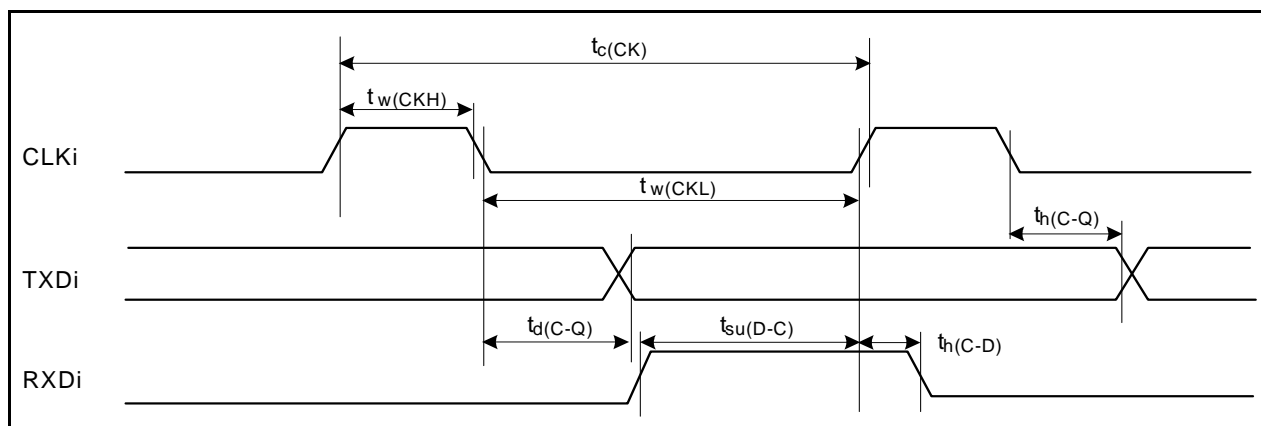 tc(CK)
tw(CKH)
CLKi
tw(CKL)
th(C-Q)
TXDi
td(C-Q)
tsu(D-C)
th(C-D)
RXDi